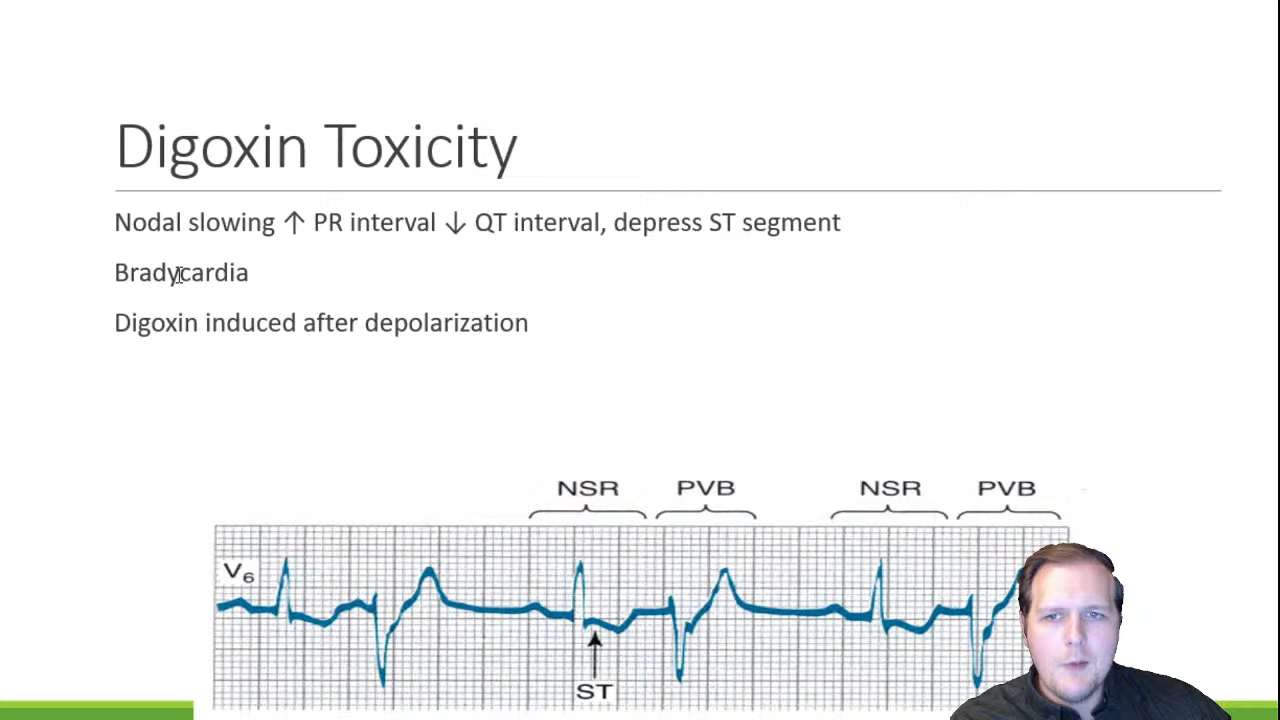 Digoxin Toxicity
Nodal slowing ↑ PR interval ↓ QT interval, depress ST segment
Bradycardia
Digoxin induced after depolarization
NSR PVB NSR PVB
V₆
ST